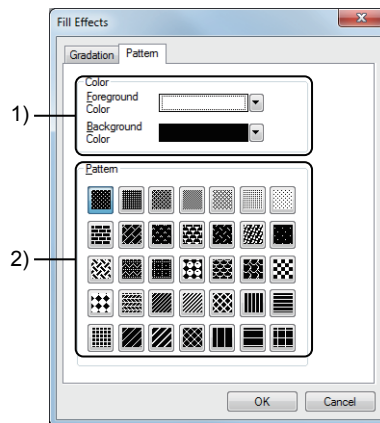 Fill Effects
Gradation Pattern
Color
Foreground
Color
Background
Color
1)
Pattern
2)
OK Cancel